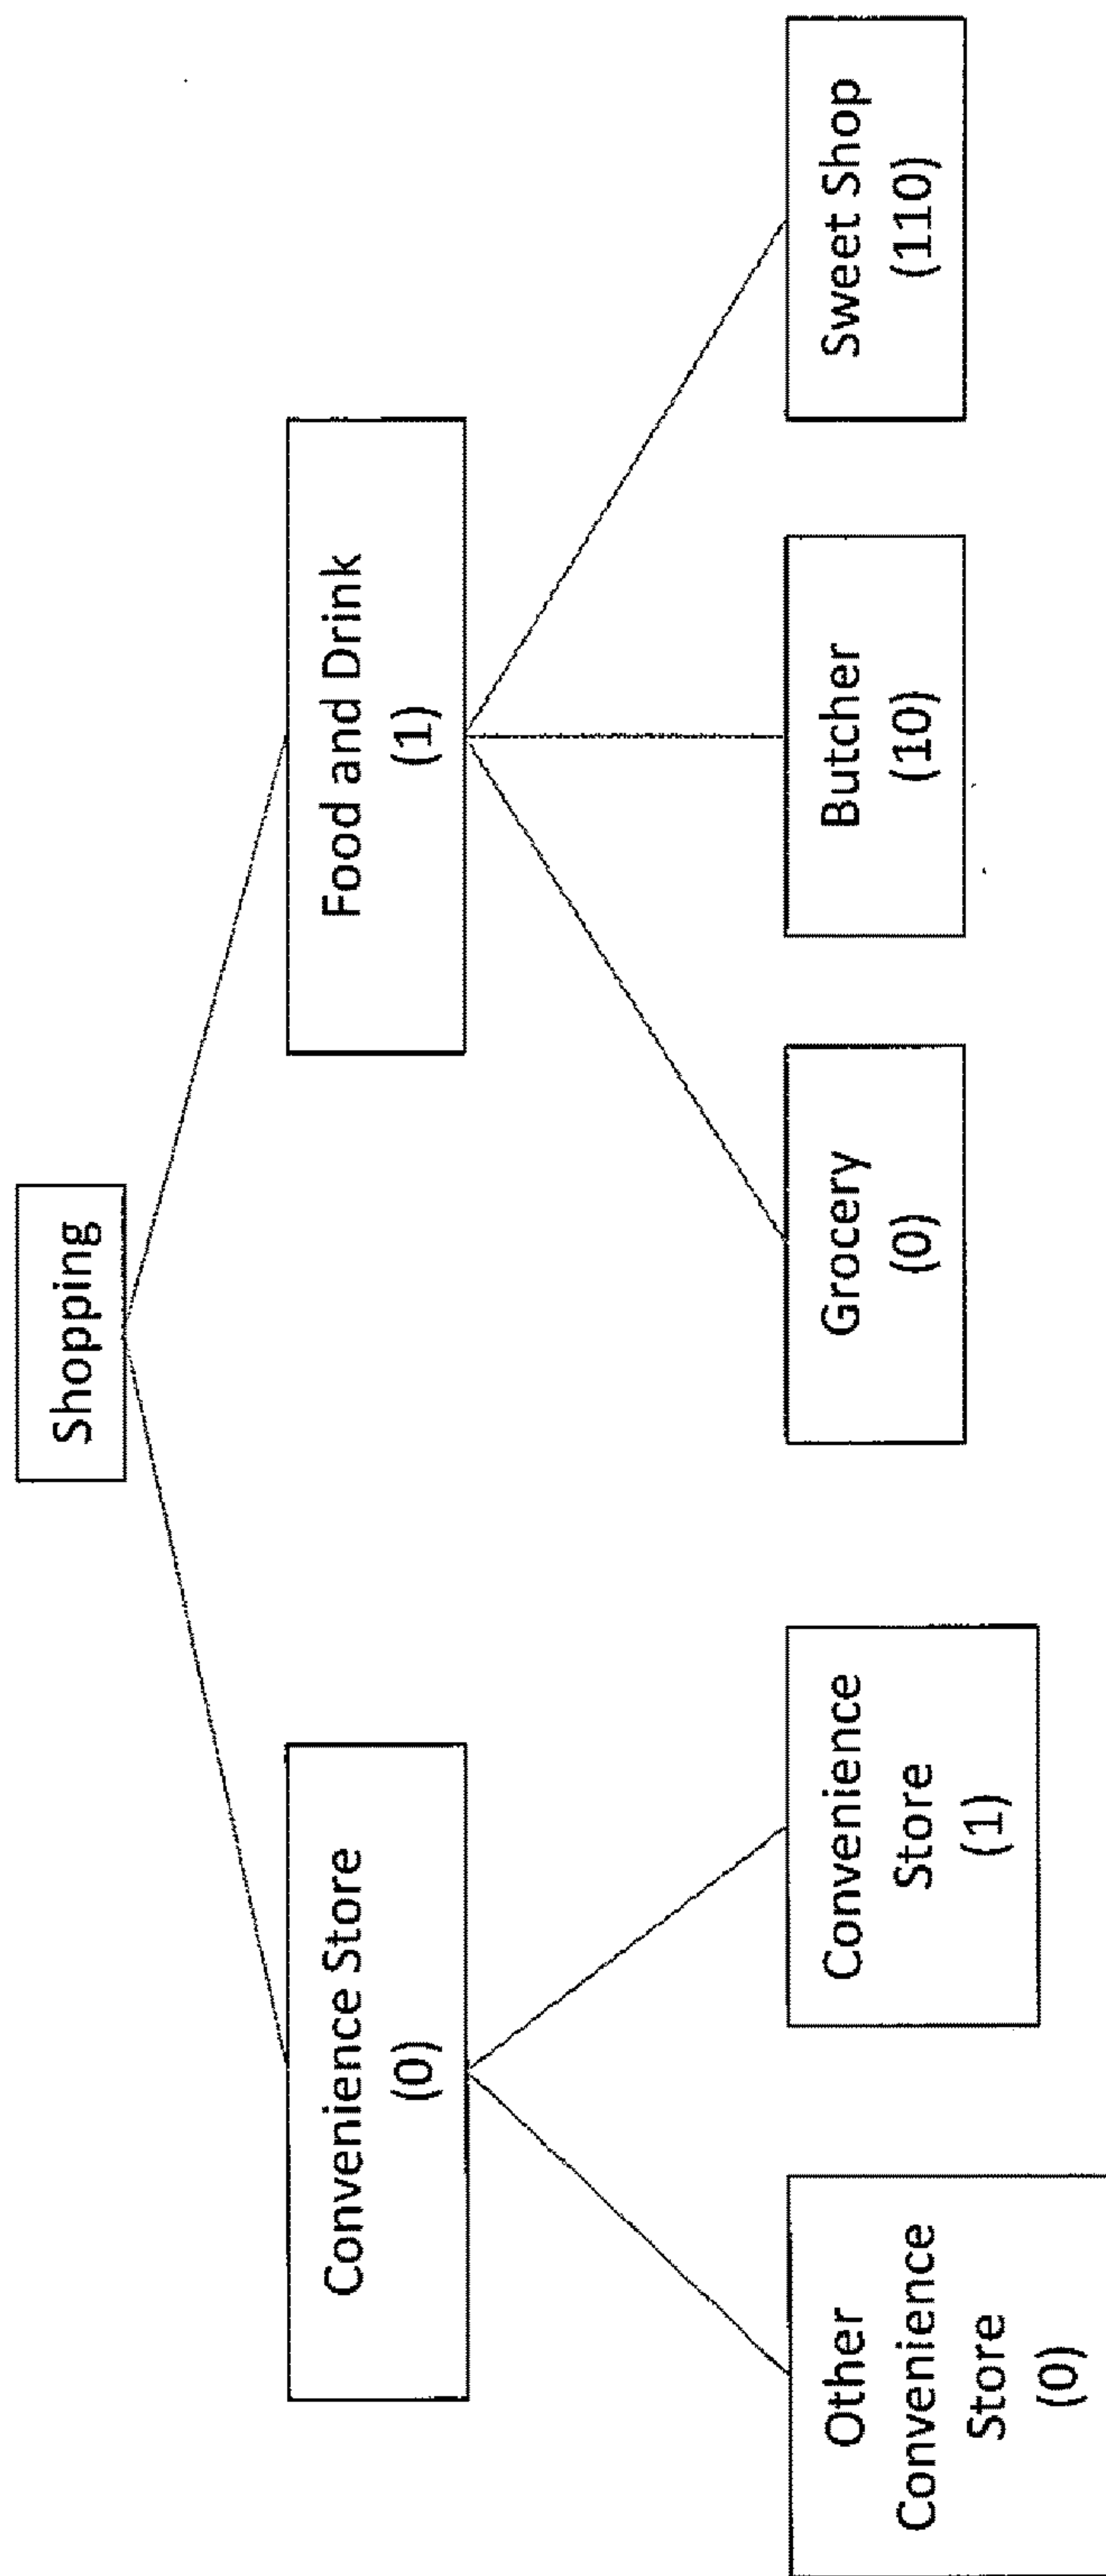 Shopping
Convenience Store
(0)
Food and Drink
(1)
Other
Convenience
Store
(0)
Convenience
Store
(1)
Grocery
(0)
Butcher
(10)
Sweet Shop
(110)